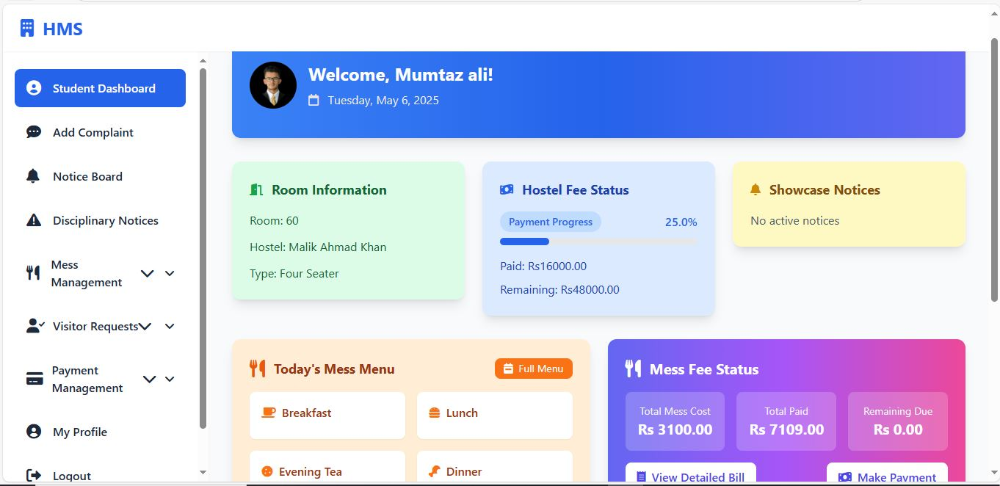 HMS
Student Dashboard
Add Complaint
Notice Board
Disciplinary Notices
Mess
Management
Visitor Requests
Payment
Management
My Profile
Logout
Welcome, Mumtaz ali!
Tuesday, May 6, 2025
Room Information
Room: 60
Hostel: Malik Ahmad Khan
Type: Four Seater
Hostel Fee Status
Payment Progress 25.0%
Paid: Rs16000.00
Remaining: Rs48000.00
Showcase Notices
No active notices
Today's Mess Menu Full Menu
Breakfast Lunch
Evening Tea Dinner
Mess Fee Status
Total Mess Cost Total Paid Remaining Due
Rs 3100.00 Rs 7109.00 Rs 0.00
View Detailed Bill Make Payment